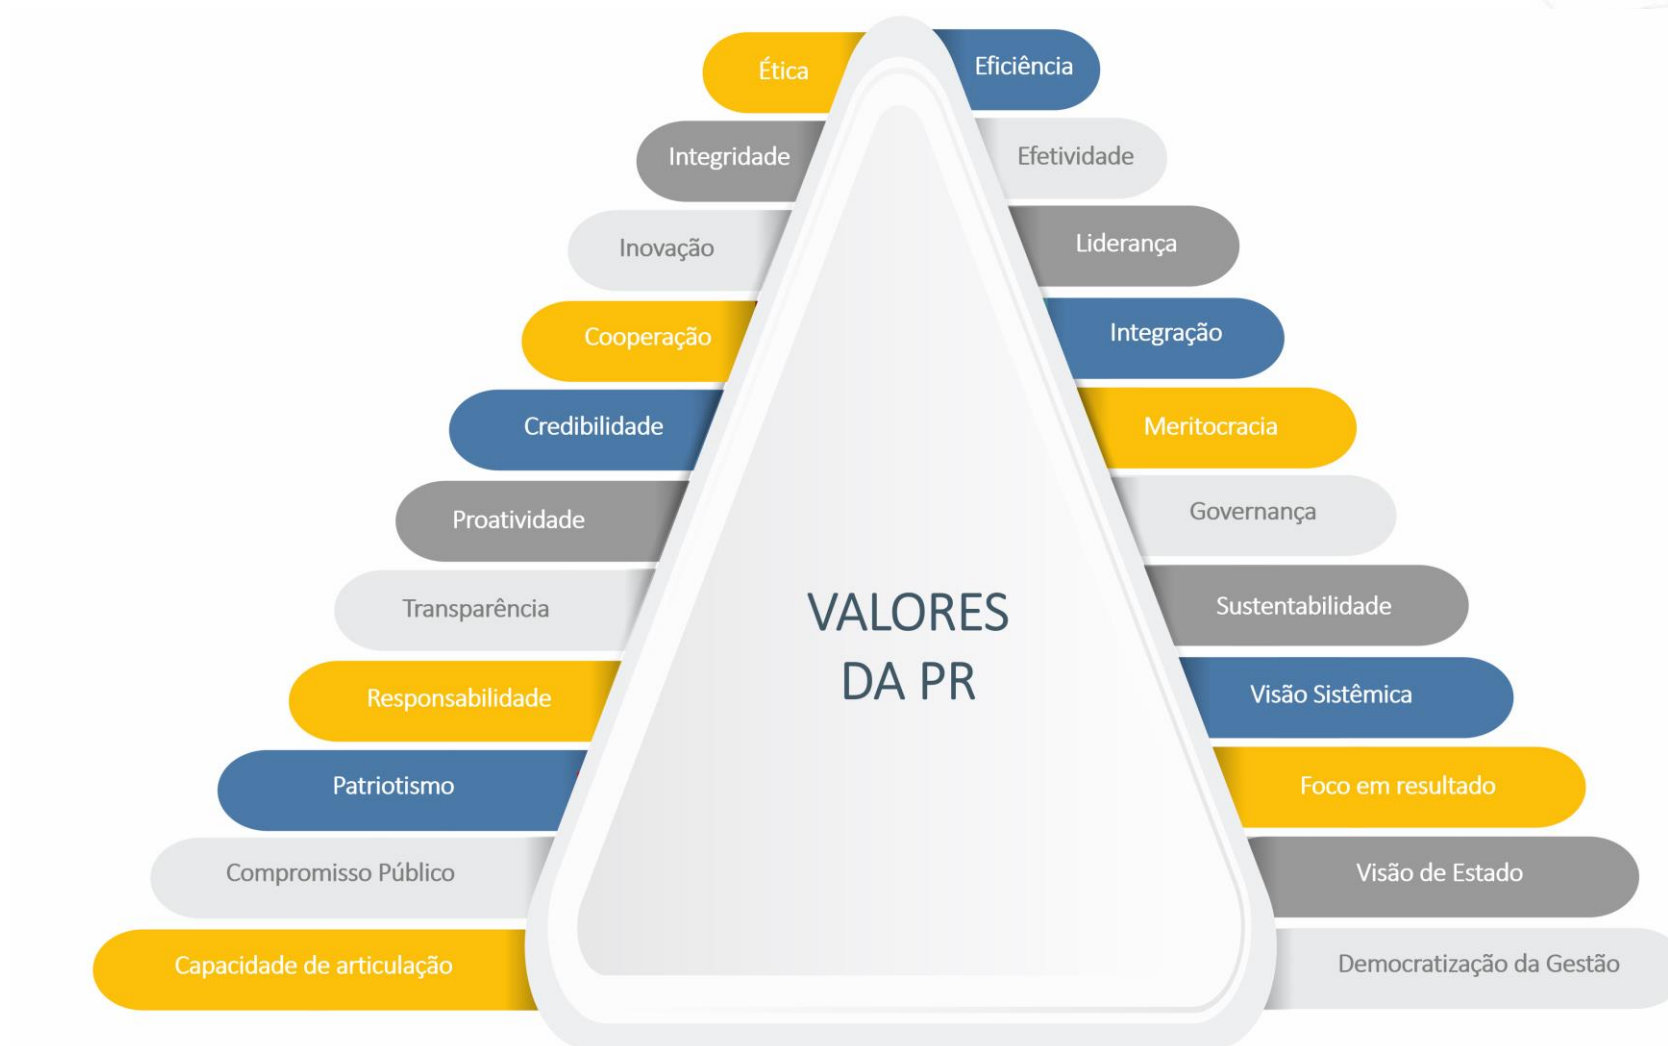 Ética
Eficiência
Integridade
Efetividade
Inovação
Liderança
Cooperação
Integração
Credibilidade
Meritocracia
Proatividade
Governança
Transparência
Sustentabilidade
VALORES
DA PR
Responsabilidade
Visão Sistêmica
Patriotismo
Foco em resultado
Compromisso Público
Visão de Estado
Capacidade de articulação
Democratização da Gestão